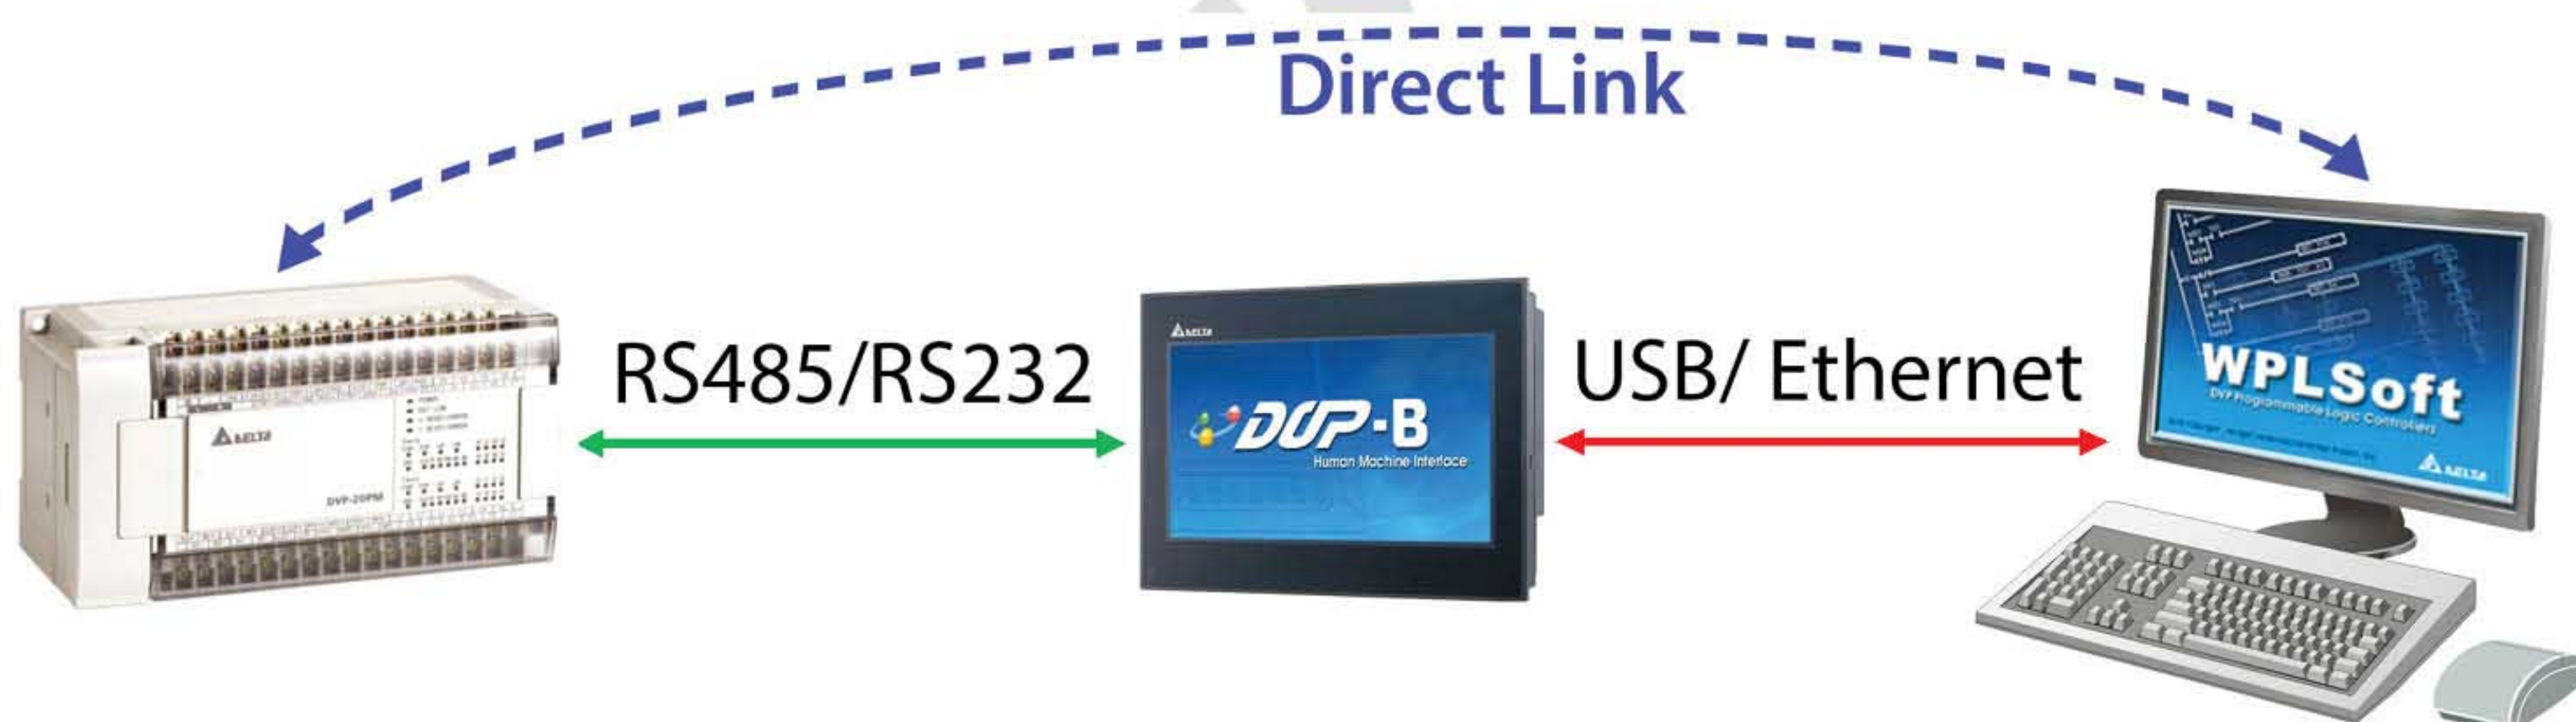 Direct Link
RS485/RS232
USB/ Ethernet
DELTA
DVP-20PM
DELTA
DOP-B
Human Machine Interface
WPLSoft
DVP Programmable Logic Controllers
DELTA